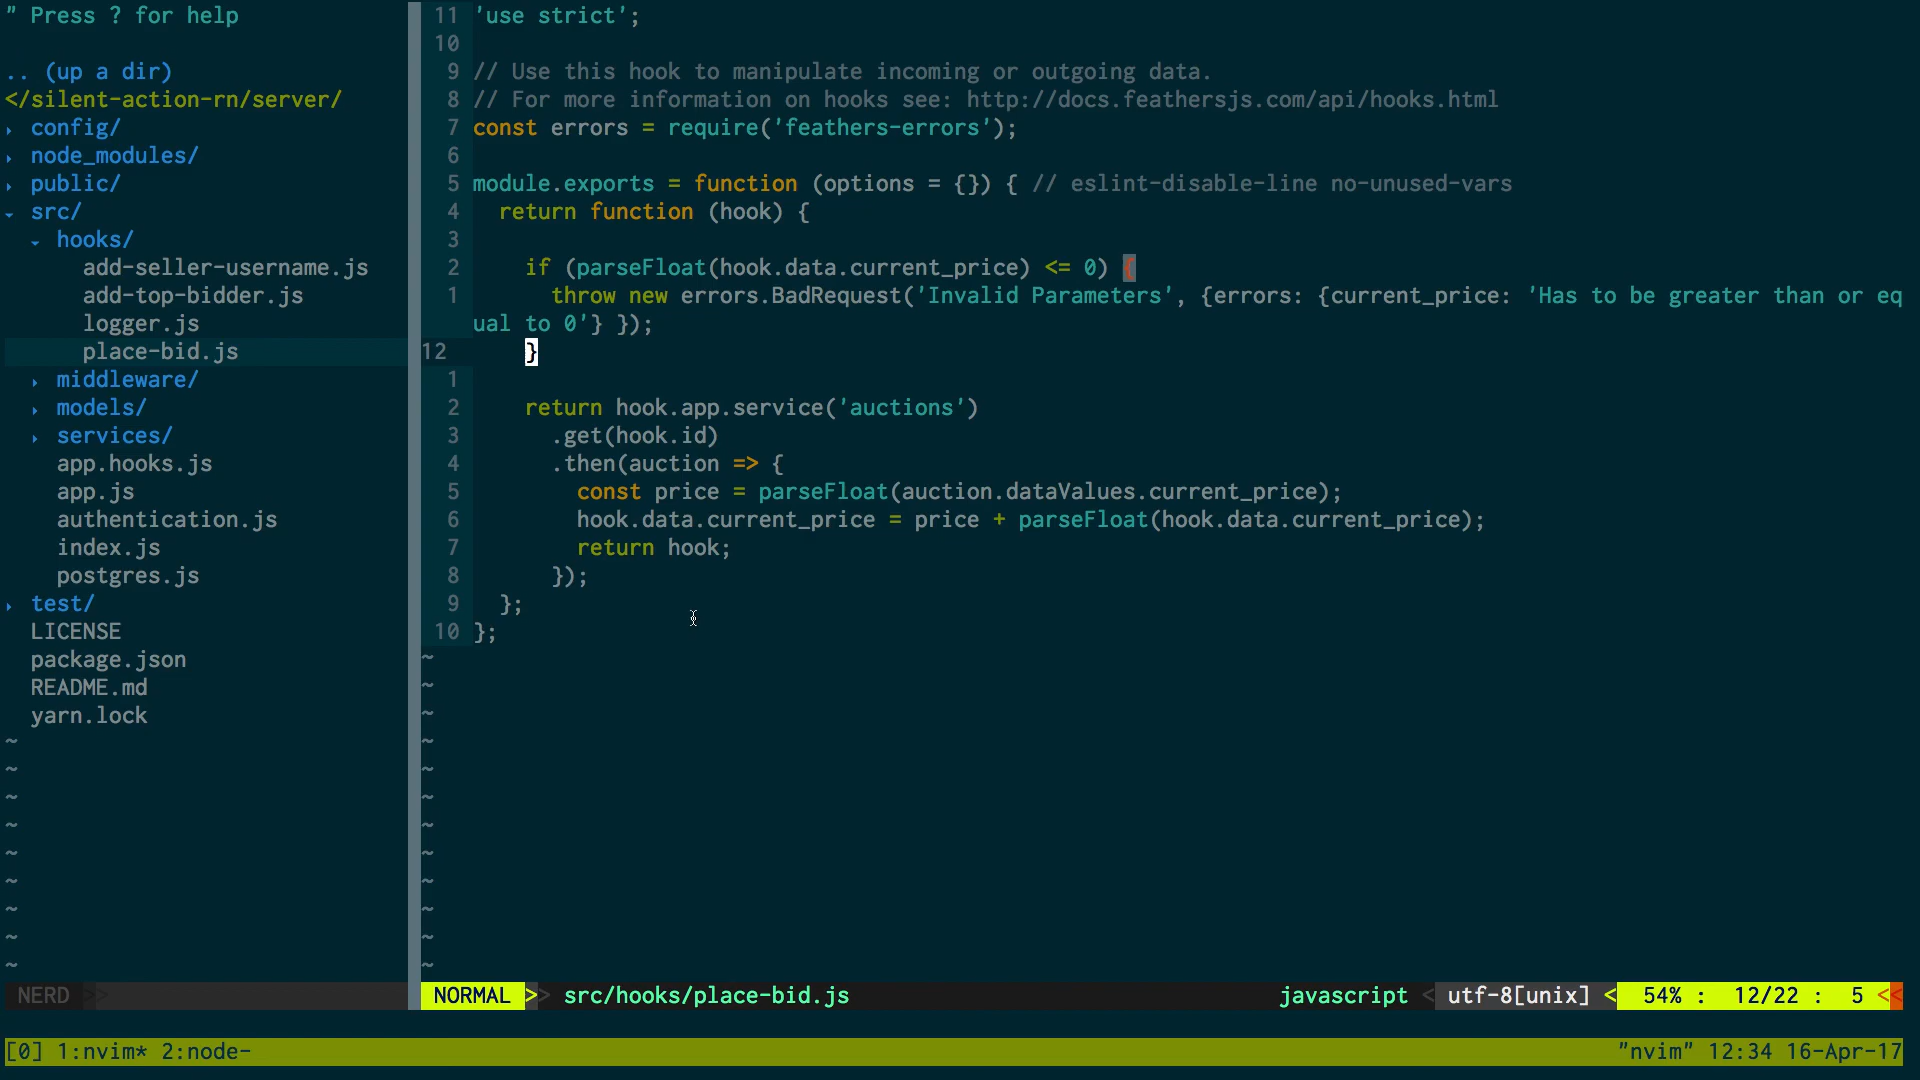 " Press ? for help
.. (up a dir)
</silent-action-rn/server/
▸ config/
▸ node_modules/
▸ public/
▾ src/
▾ hooks/
add-seller-username.js
add-top-bidder.js
logger.js
place-bid.js
▸ middleware/
▸ models/
▸ services/
app.hooks.js
app.js
authentication.js
index.js
postgres.js
▸ test/
LICENSE
package.json
README.md
yarn.lock
~
~
~
~
~
~
~
~
~
11 'use strict';
10
9 // Use this hook to manipulate incoming or outgoing data.
8 // For more information on hooks see: http://docs.feathersjs.com/api/hooks.html
7 const errors = require('feathers-errors');
6
5 module.exports = function (options = {}) { // eslint-disable-line no-unused-vars
4   return function (hook) {
3
2     if (parseFloat(hook.data.current_price) <= 0) {
1       throw new errors.BadRequest('Invalid Parameters', {errors: {current_price: 'Has to be greater than or eq
ual to 0'} });
12     }
1
2     return hook.app.service('auctions')
3       .get(hook.id)
4       .then(auction => {
5         const price = parseFloat(auction.dataValues.current_price);
6         hook.data.current_price = price + parseFloat(hook.data.current_price);
7         return hook;
8       });
9   };
10 };
~
~
~
~
~
~
~
~
~
~
~
~
NERD >>
NORMAL >> src/hooks/place-bid.js javascript < utf-8[unix] < 54% : 12/22 : 5 <<
[0] 1:nvim* 2:node- "nvim" 12:34 16-Apr-17